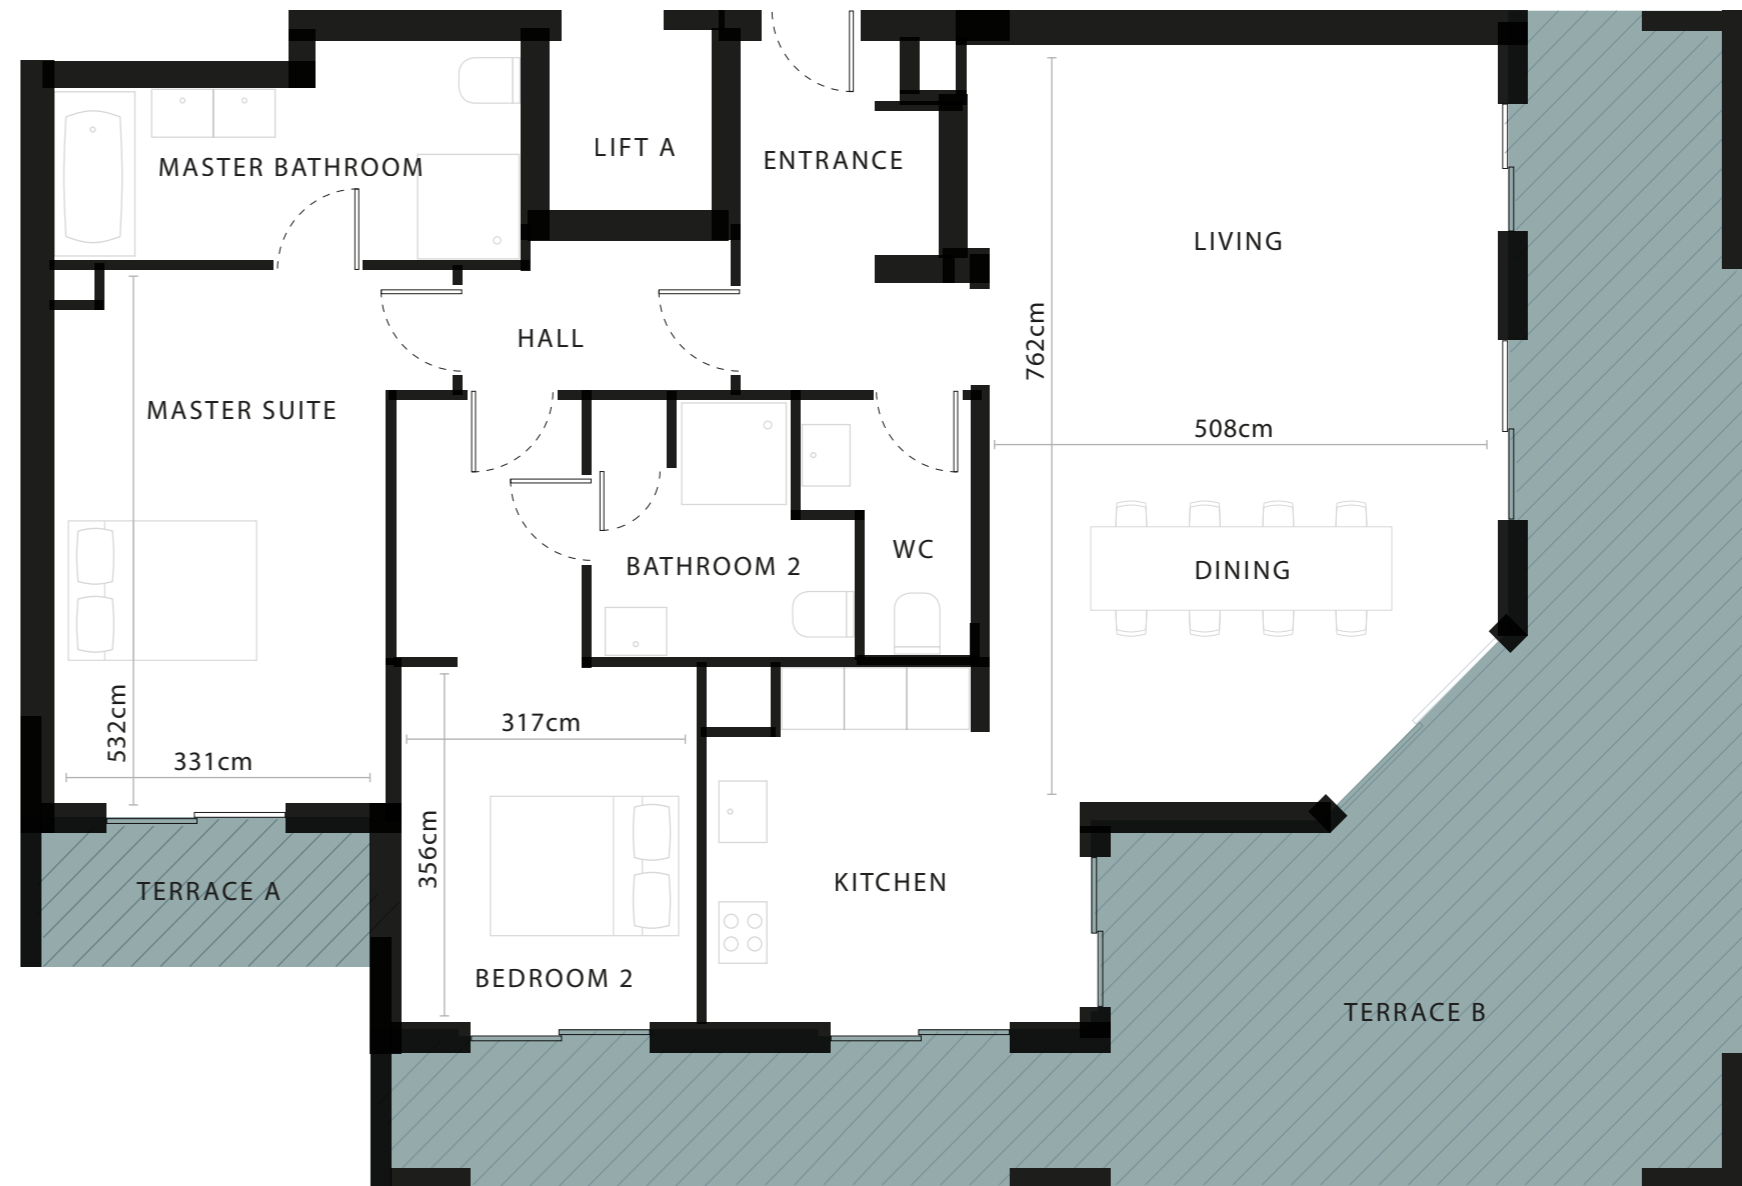 LIFT A
ENTRANCE
MASTER BATHROOM
LIVING
HALL
762cm
MASTER SUITE
508cm
WC
BATHROOM 2
DINING
532cm
317cm
331cm
356cm
KITCHEN
TERRACE A
BEDROOM 2
TERRACE B